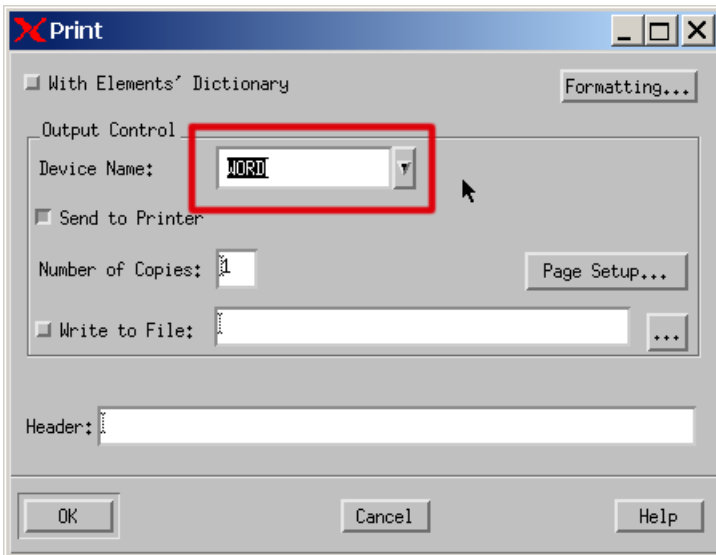 Print
With Elements' Dictionary
Formatting...
Output Control
Device Name: WORD
Send to Printer
Number of Copies: 1
Page Setup...
Write to File:
...
Header:
OK Cancel Help